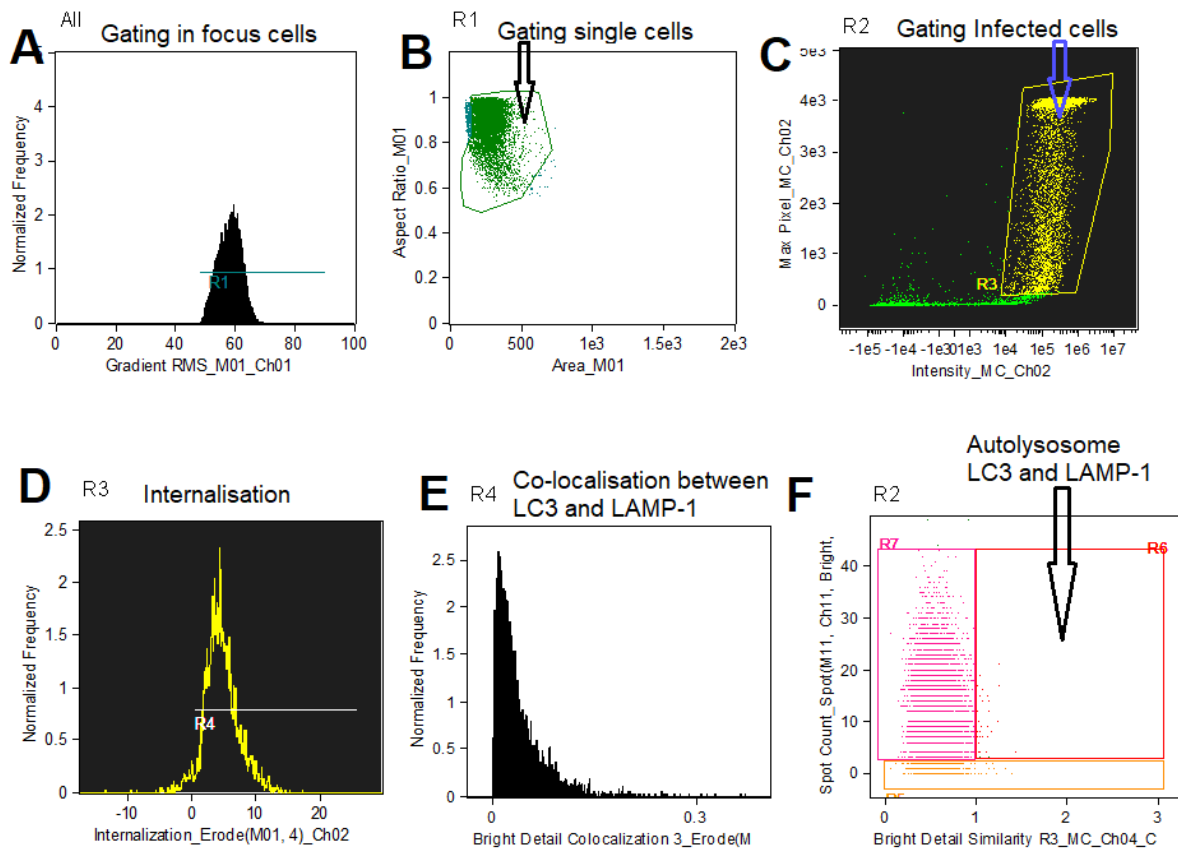 A
All
Gating in focus cells
5
4
3
2
1
0
Normalized Frequency
R1
0 20 40 60 80 100
Gradient RMS_M01_Ch01
B
R1
Gating single cells
1
0.8
0.6
0.4
0.2
0
Aspect Ratio_M01
0 500 1e3 1.5e3 2e3
Area_M01
C
R2
Gating Infected cells
5e3
4e3
3e3
2e3
1e3
0
Max Pixel_MC_Ch02
R3
-1e5 -1e4 -1e3 0 1e3 1e4 1e5 1e6 1e7
Intensity_MC_Ch02
D
R3
Internalisation
2.5
2
1.5
1
0.5
0
Normalized Frequency
R4
-10 0 10 20
Internalization_Erode(M01, 4)_Ch02
E
R4
Co-localisation between
LC3 and LAMP-1
2.5
2
1.5
1
0.5
0
Normalized Frequency
0 0.3
Bright Detail Colocalization 3_Erode(M
F
R2
Autolysosome
LC3 and LAMP-1
R7
R6
40
30
20
10
0
Spot Count_Spot(M11, Ch11, Bright,
0 1 2 3
Bright Detail Similarity R3_MC_Ch04_C